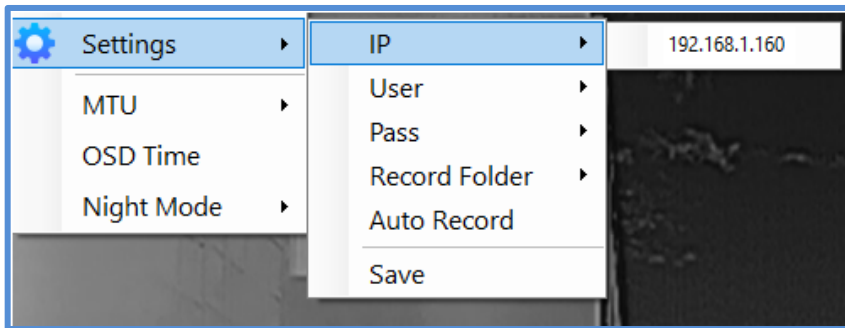 Settings
MTU
OSD Time
Night Mode
IP
User
Pass
Record Folder
Auto Record
Save
192.168.1.160